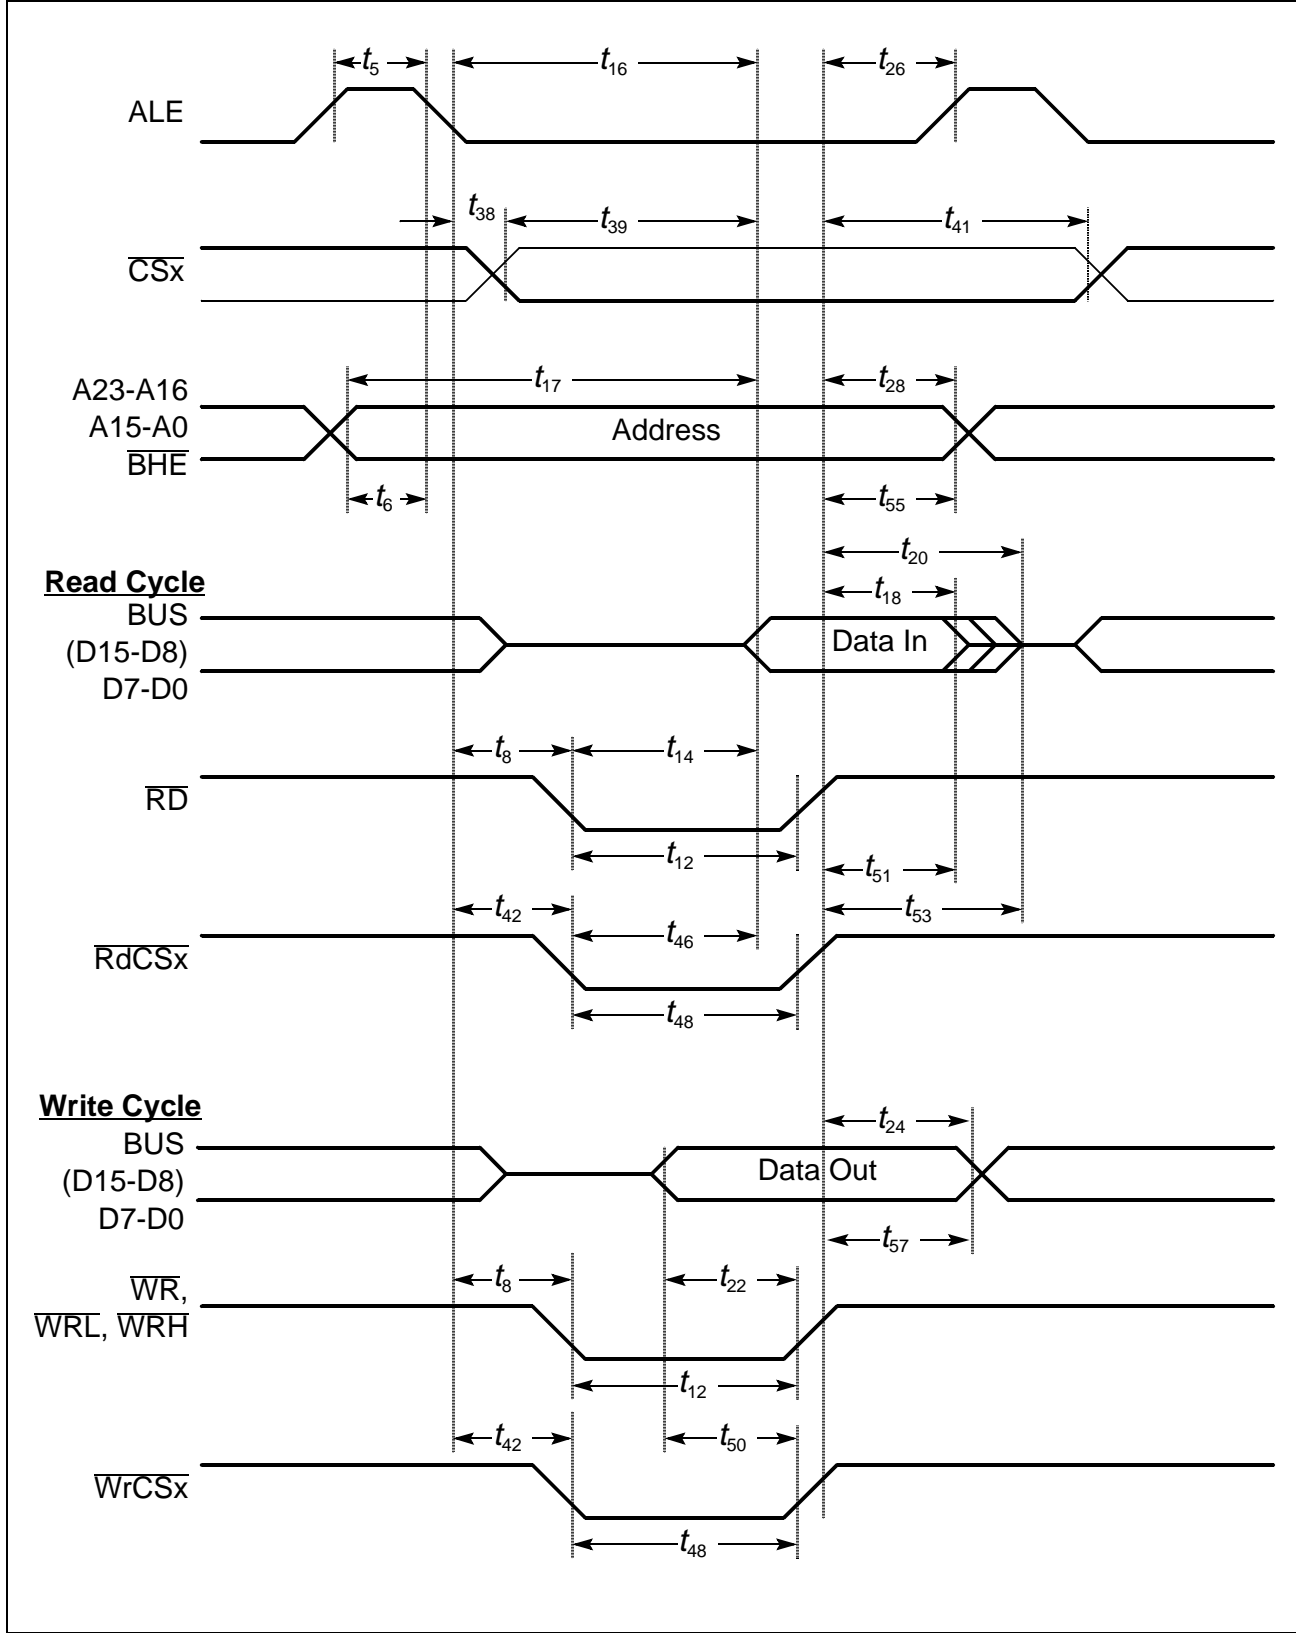 t5 t16 t26
ALE
t38 t39 t41
CSx
t17 t28
A23-A16
A15-A0
BHE
Address
t6 t55
t20
Read Cycle
t18
BUS
(D15-D8)
D7-D0
Data In
t8 t14
RD
t12 t51
t42 t53
t46
RdCSx
t48
Write Cycle
t24
BUS
(D15-D8)
D7-D0
Data Out
t57
t8 t22
WR,
WRL, WRH
t12
t42 t50
WrCSx
t48